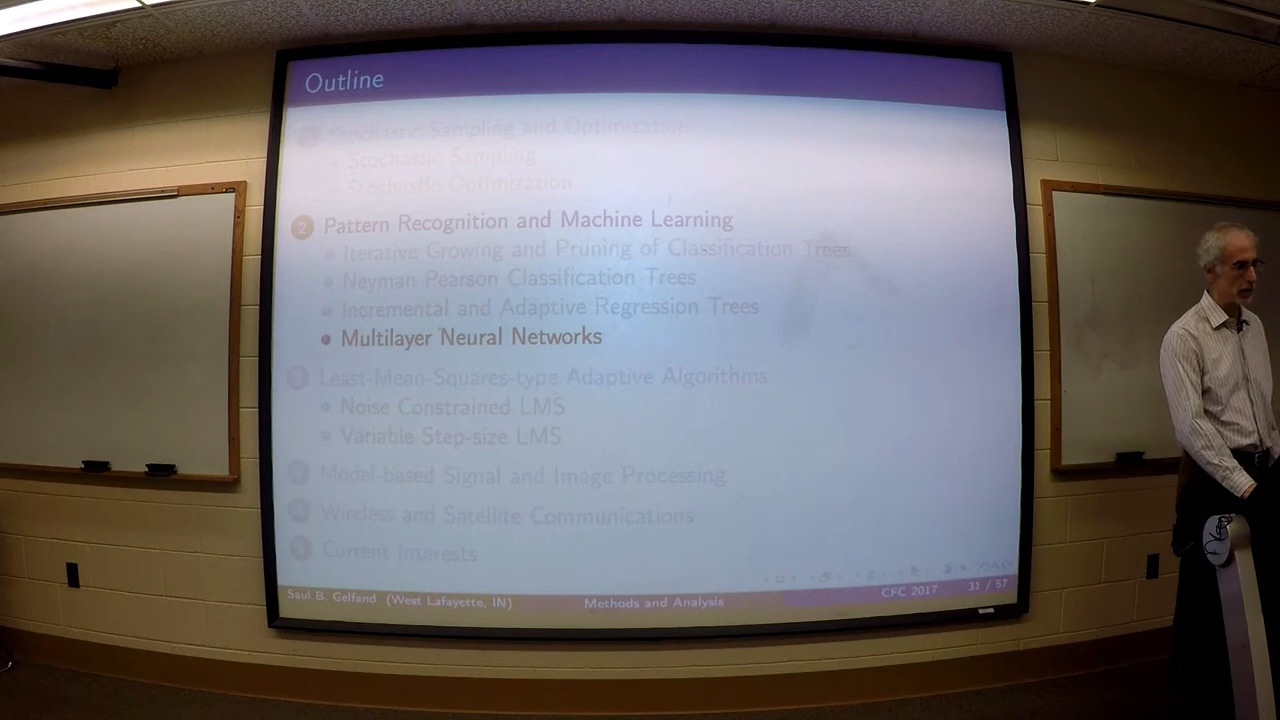 Outline
1 Stochastic Sampling and Optimization
• Stochastic Sampling
• Stochastic Optimization
2 Pattern Recognition and Machine Learning
• Iterative Growing and Pruning of Classification Trees
• Neyman Pearson Classification Trees
• Incremental and Adaptive Regression Trees
• Multilayer Neural Networks
Least-Mean-Squares-type Adaptive Algorithms
• Noise Constrained LMS
• Variable Step-size LMS
Model-based Signal and Image Processing
Wireless and Satellite Communications
Current Interests
Saul B. Gelfand (West Lafayette, IN) Methods and Analysis CFC 2017 31 / 57